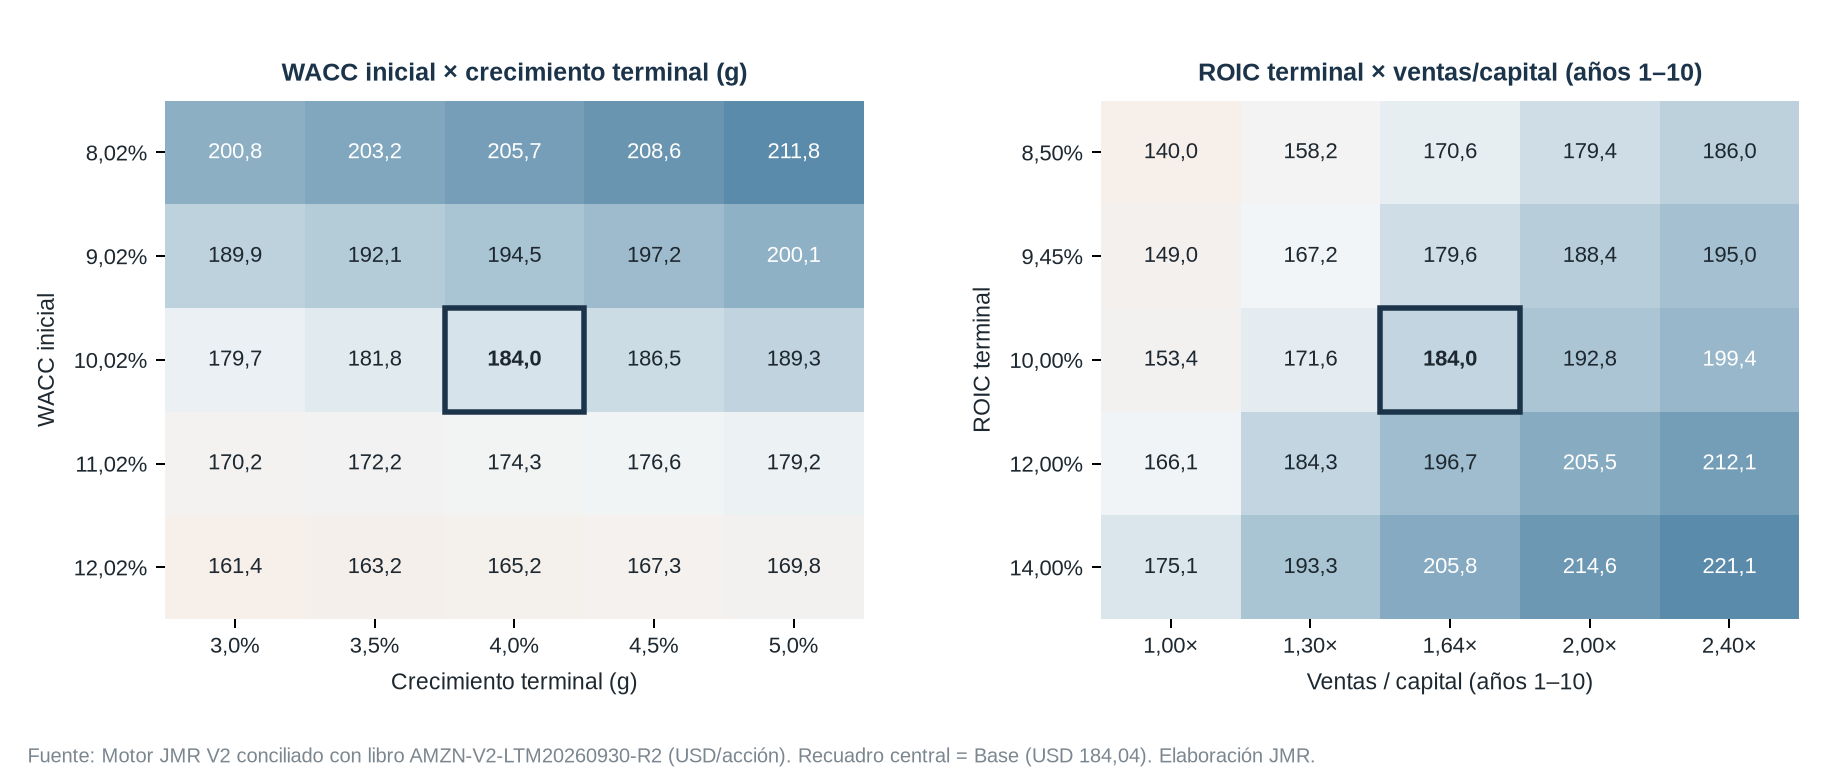 WACC inicial × crecimiento terminal (g)
WACC inicial
8,02% 200,8 203,2 205,7 208,6 211,8
9,02% 189,9 192,1 194,5 197,2 200,1
10,02% 179,7 181,8 184,0 186,5 189,3
11,02% 170,2 172,2 174,3 176,6 179,2
12,02% 161,4 163,2 165,2 167,3 169,8
3,0% 3,5% 4,0% 4,5% 5,0%
Crecimiento terminal (g)
ROIC terminal × ventas/capital (años 1–10)
ROIC terminal
8,50% 140,0 158,2 170,6 179,4 186,0
9,45% 149,0 167,2 179,6 188,4 195,0
10,00% 153,4 171,6 184,0 192,8 199,4
12,00% 166,1 184,3 196,7 205,5 212,1
14,00% 175,1 193,3 205,8 214,6 221,1
1,00× 1,30× 1,64× 2,00× 2,40×
Ventas / capital (años 1–10)
Fuente: Motor JMR V2 conciliado con libro AMZN-V2-LTM20260930-R2 (USD/acción). Recuadro central = Base (USD 184,04). Elaboración JMR.